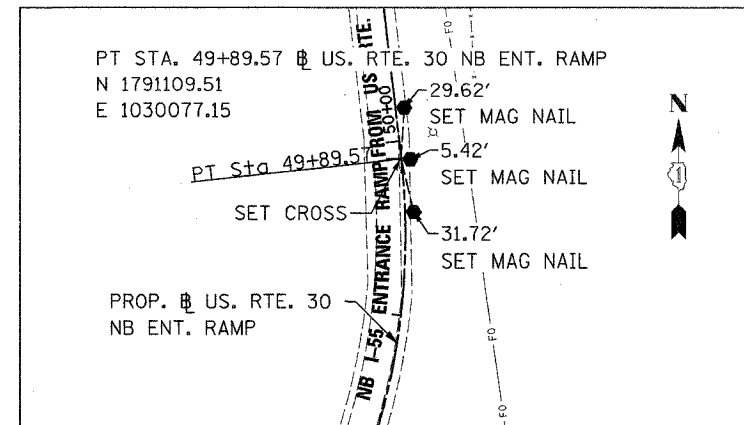 PT STA. 49+89.57 ℄ US. RTE. 30 NB ENT. RAMP
N 1791109.51
E 1030077.15
29.62'
SET MAG NAIL
5.42'
SET MAG NAIL
31.72'
SET MAG NAIL
PT Sta 49+89.57
SET CROSS
50+00
NB I-55 ENTRANCE RAMP FROM US RTE.
PROP. ℄ US. RTE. 30
NB ENT. RAMP
N
1
FO
FO
FO